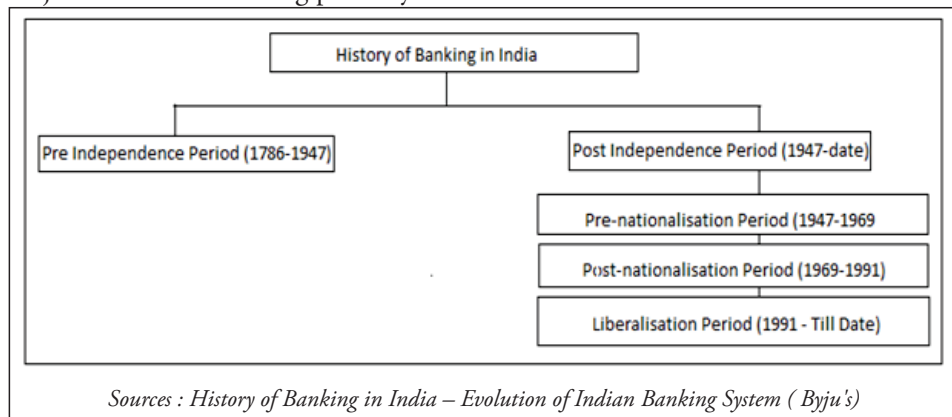 History of Banking in India
Pre Independence Period (1786-1947)
Post Independence Period (1947-date)
Pre-nationalisation Period (1947-1969
Post-nationalisation Period (1969-1991)
Liberalisation Period (1991 - Till Date)
Sources : History of Banking in India – Evolution of Indian Banking System ( Byju's)